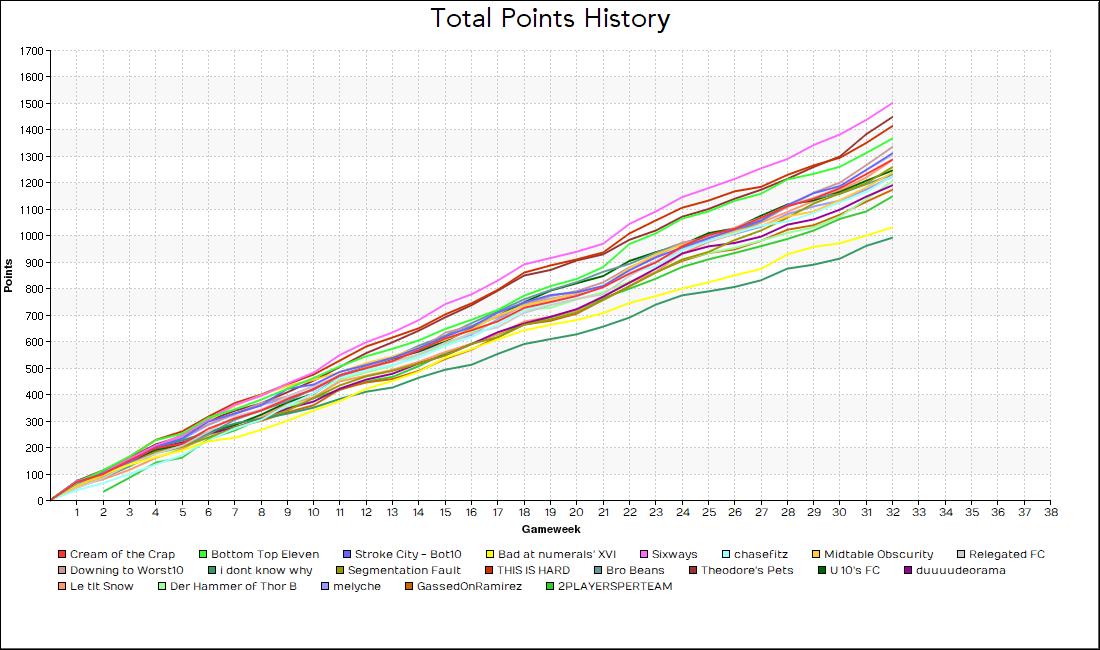 Total Points History
1700
1600
1500
1400
1300
1200
1100
1000
900
800
700
600
500
400
300
200
100
0
Points
1 2 3 4 5 6 7 8 9 10 11 12 13 14 15 16 17 18 19 20 21 22 23 24 25 26 27 28 29 30 31 32 33 34 35 36 37 38
Gameweek
Cream of the Crap Bottom Top Eleven Stroke City - Bot10 Bad at numerals' XVI Sixways chasefitz Midtable Obscurity Relegated FC
Downing to Worst10 i dont know why Segmentation Fault THIS IS HARD Bro Beans Theodore's Pets U 10's FC duuuudeorama
Le tit Snow Der Hammer of Thor B melyche GassedOnRamirez 2PLAYERSPERTEAM